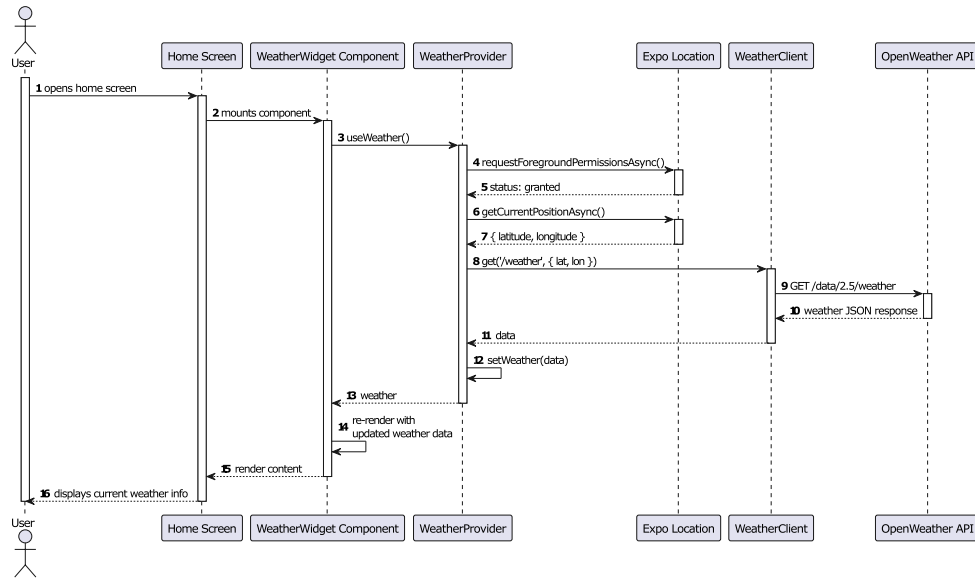 User
Home Screen
WeatherWidget Component
WeatherProvider
Expo Location
WeatherClient
OpenWeather API
1 opens home screen
2 mounts component
3 useWeather()
4 requestForegroundPermissionsAsync()
5 status: granted
6 getCurrentPositionAsync()
7 { latitude, longitude }
8 get('/weather', { lat, lon })
9 GET /data/2.5/weather
10 weather JSON response
11 data
12 setWeather(data)
13 weather
14 re-render with
updated weather data
15 render content
16 displays current weather info
User
Home Screen
WeatherWidget Component
WeatherProvider
Expo Location
WeatherClient
OpenWeather API